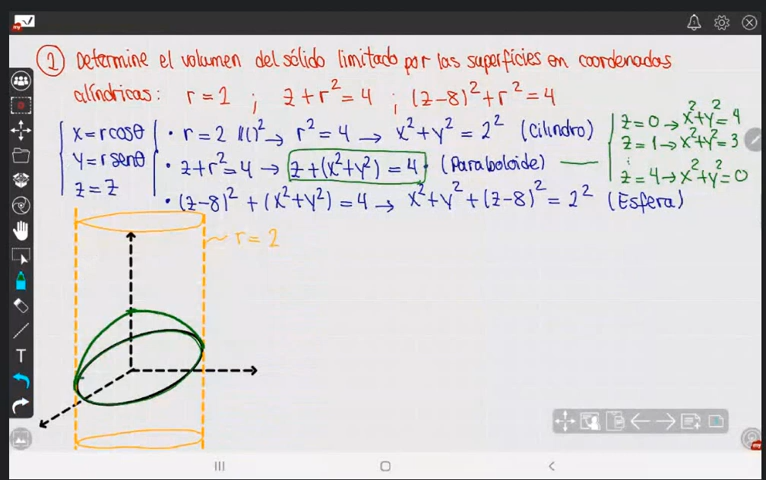 2 Determine el volumen del sólido limitado por las superficies en coordenadas
cilíndricas: r = 2 ; z + r² = 4 ; (z-8)² + r² = 4
x = r cosθ
y = r senθ
z = z
• r = 2 //( )² → r² = 4 → x² + y² = 2² (Cilindro)
• z + r² = 4 → z + (x² + y²) = 4 (Paraboloide)
• (z-8)² + (x² + y²) = 4 → x² + y² + (z-8)² = 2² (Esfera)
z = 0 → x² + y² = 4
z = 1 → x² + y² = 3
⋮
z = 4 → x² + y² = 0
r = 2
T